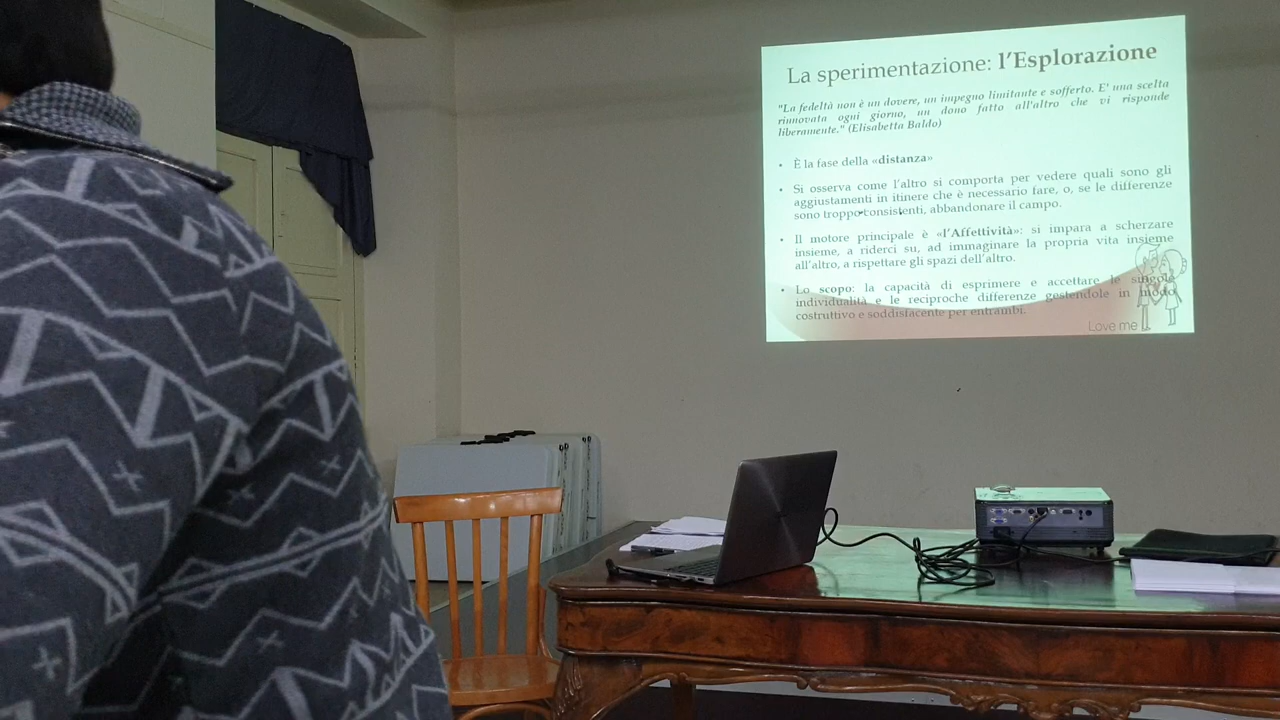 La sperimentazione: l'Esplorazione
"La fedeltà non è un dovere, un impegno limitante e sofferto. E' una scelta
rinnovata ogni giorno, un dono fatto all'altro che vi risponde
liberamente." (Elisabetta Baldo)
• È la fase della «distanza»
• Si osserva come l'altro si comporta per vedere quali sono gli
aggiustamenti in itinere che è necessario fare, o, se le differenze
sono troppo consistenti, abbandonare il campo.
• Il motore principale è «l'Affettività»: si impara a scherzare
insieme, a riderci su, ad immaginare la propria vita insieme
all'altro, a rispettare gli spazi dell'altro.
• Lo scopo: la capacità di esprimere e accettare le singole
individualità e le reciproche differenze gestendole in modo
costruttivo e soddisfacente per entrambi.
Love me